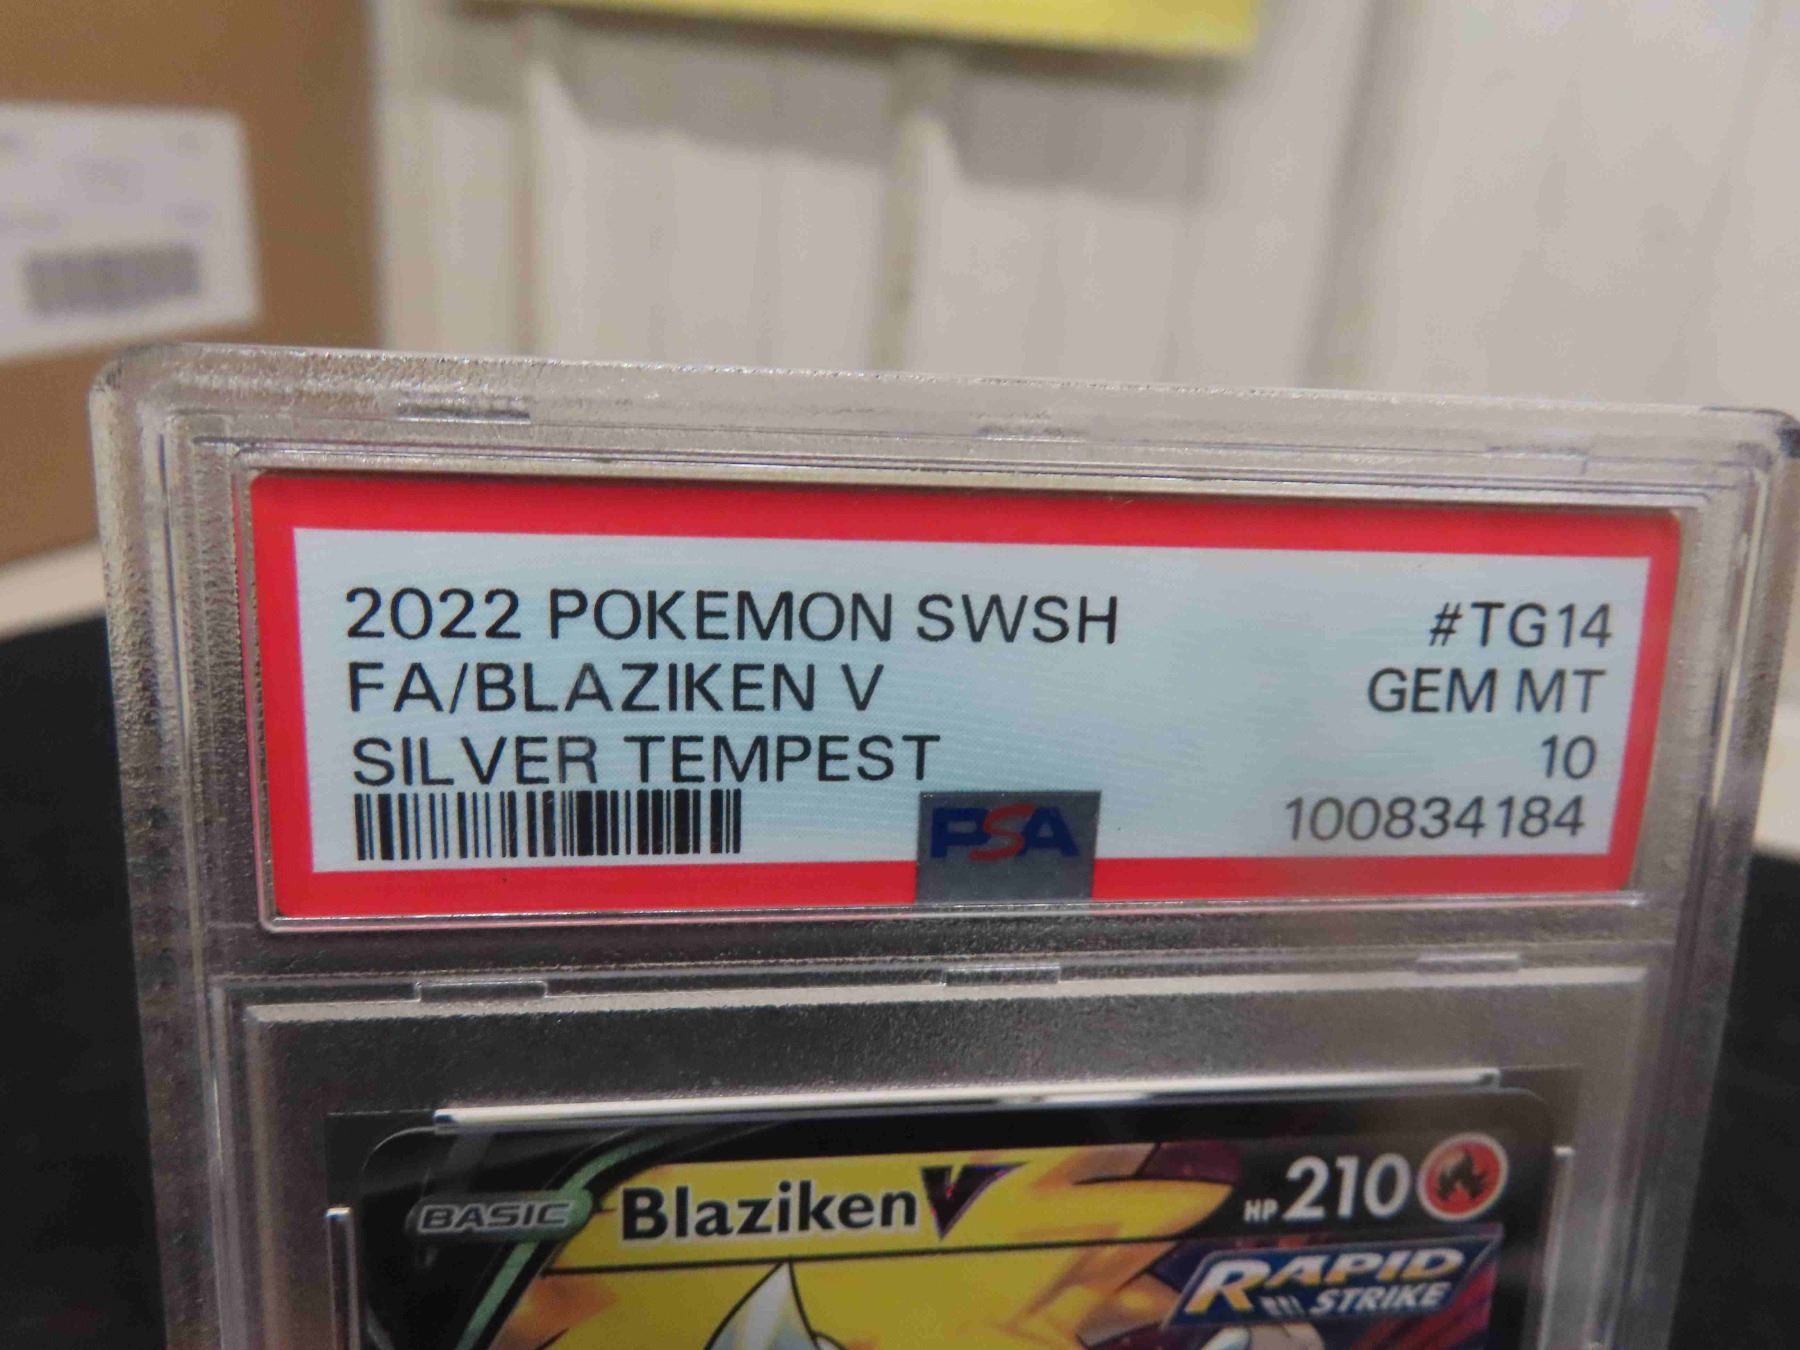 2022 POKEMON SWSH #TG14
FA/BLAZIKEN V GEM MT
SILVER TEMPEST 10
PSA 100834184
BASIC Blaziken V HP 210
RAPID
STRIKE